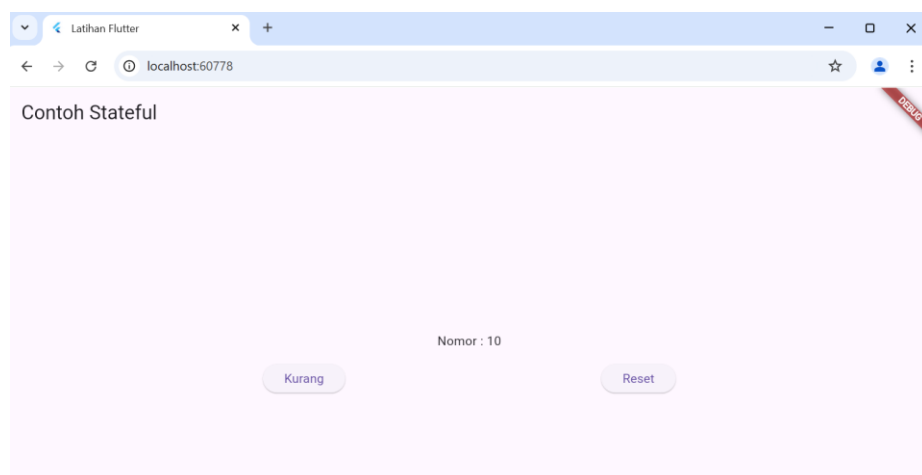 Latihan Flutter
localhost:60778
DEBUG
Contoh Stateful
Nomor : 10
Kurang Reset